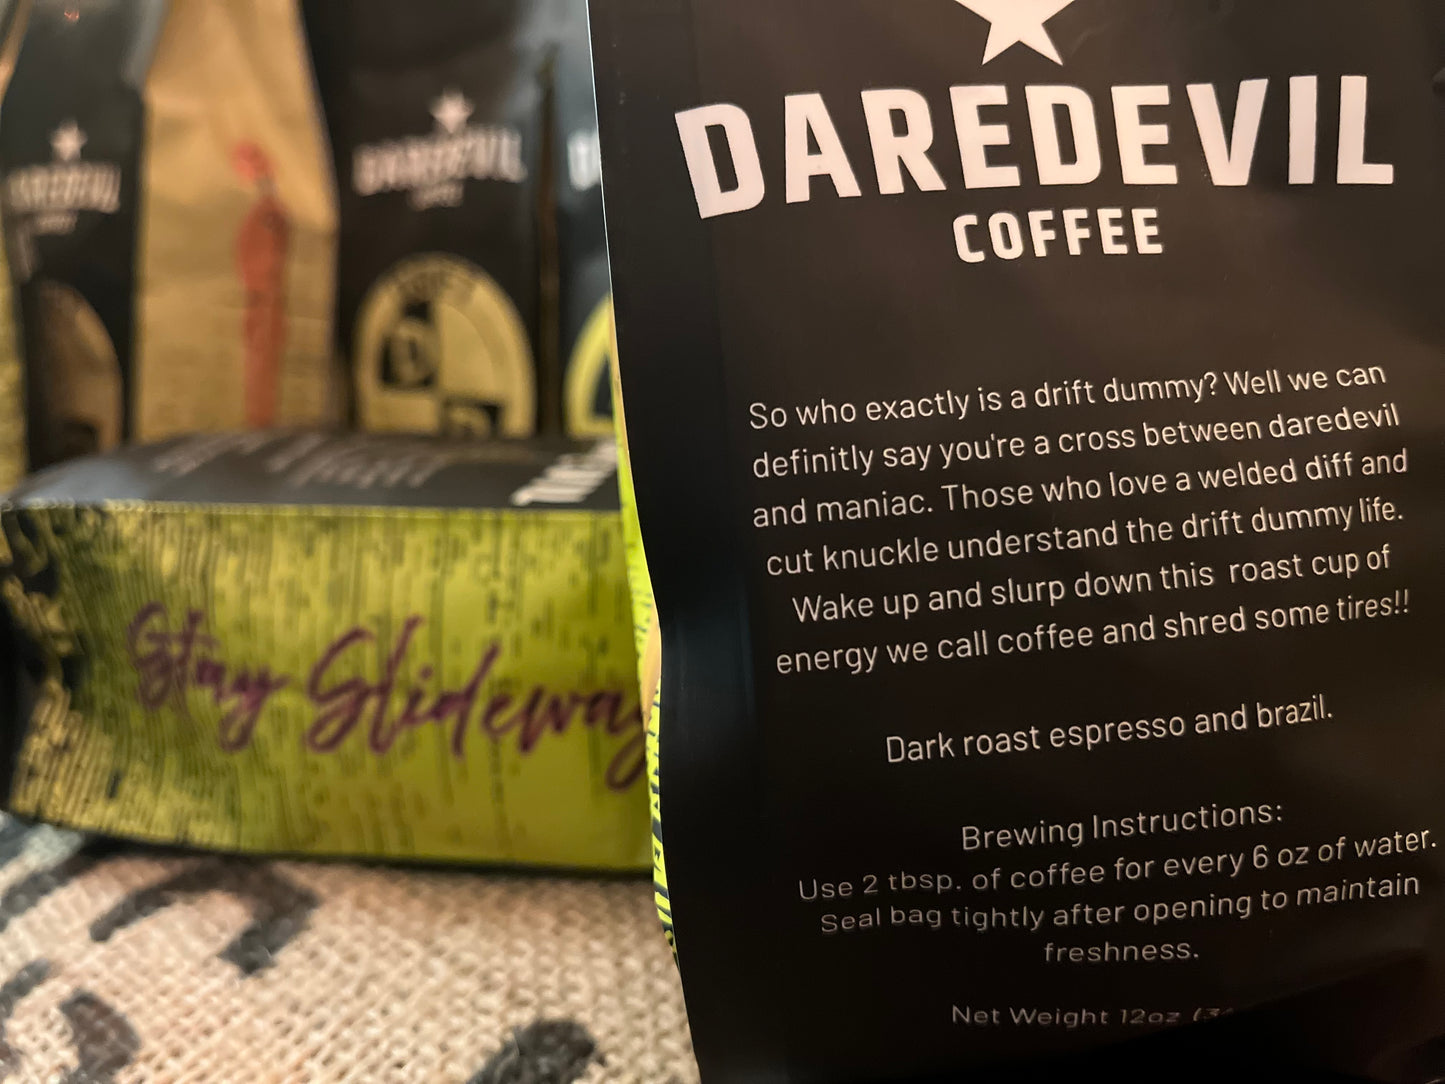 DAREDEVIL
COFFEE
DAREDEVIL
DAREDEVIL
COFFEE
So who exactly is a drift dummy? Well we can
definitly say you're a cross between daredevil
and maniac. Those who love a welded diff and
cut knuckle understand the drift dummy life.
Wake up and slurp down this roast cup of
energy we call coffee and shred some tires!!
Dark roast espresso and brazil.
Brewing Instructions:
Use 2 tbsp. of coffee for every 6 oz of water.
Seal bag tightly after opening to maintain
freshness.
Net Weight 12oz
Stay Slideway